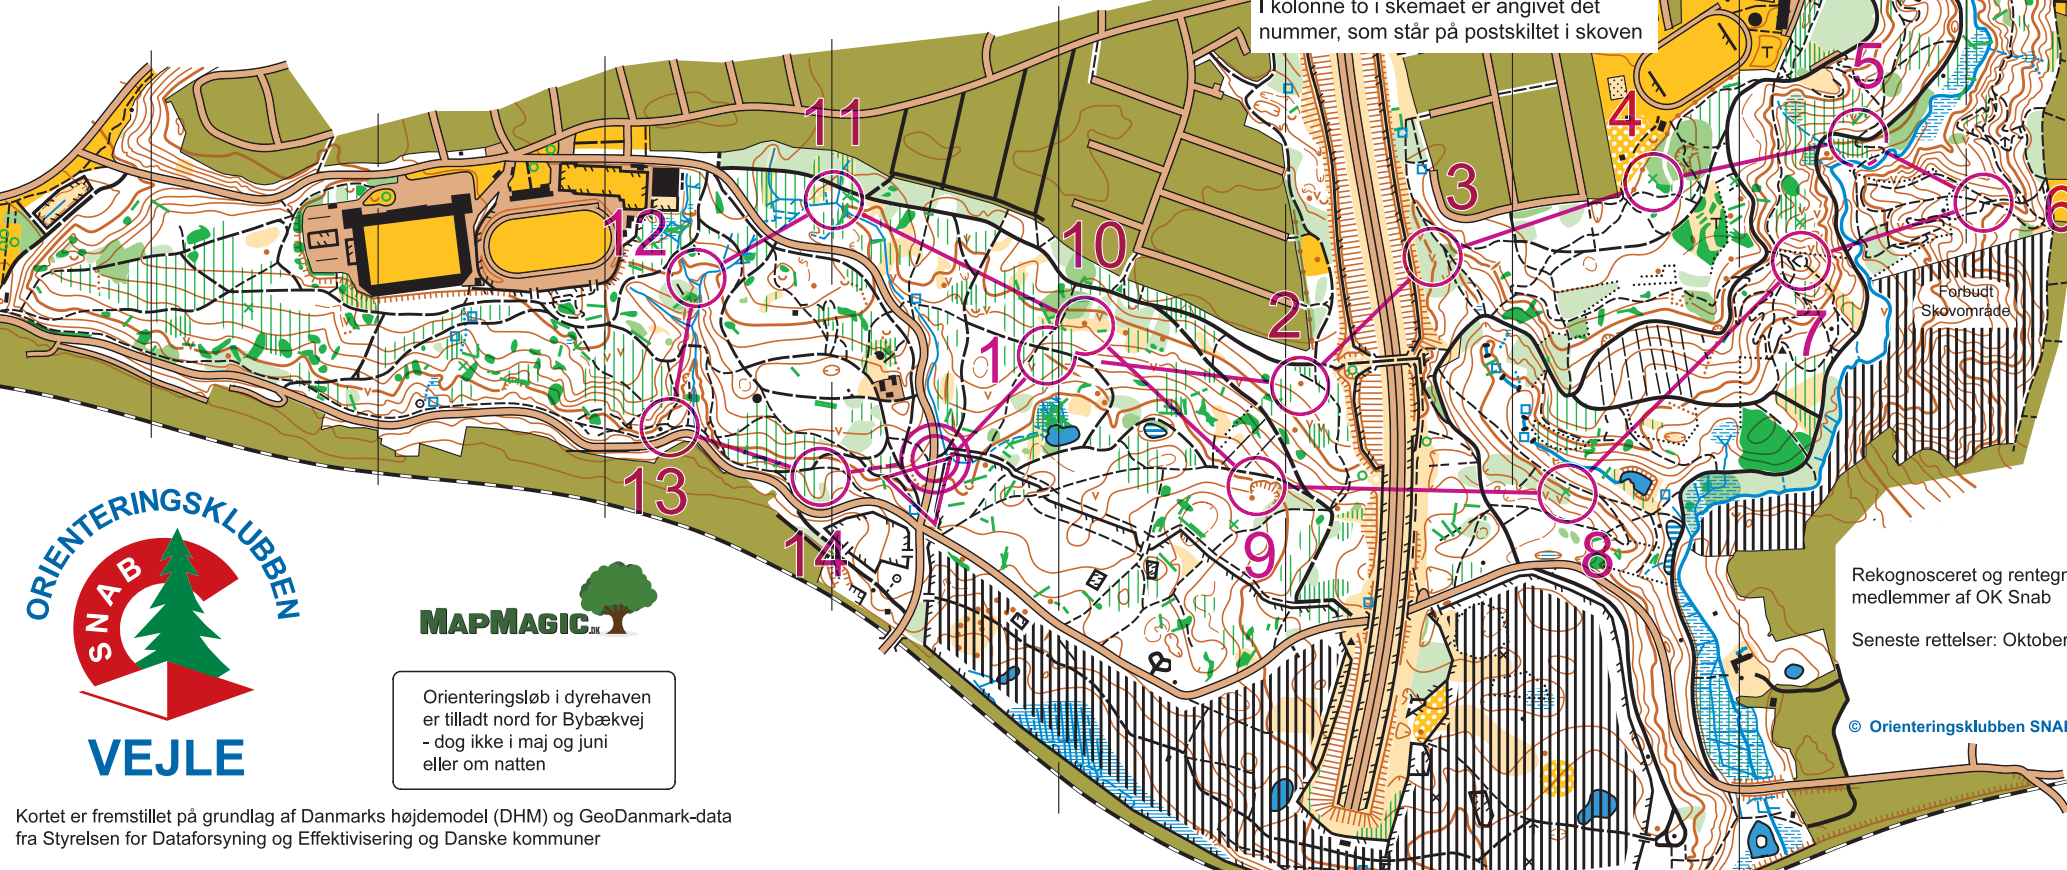 I kolonne to i skemaet er angivet det
nummer, som står på postskiltet i skoven
5
11
4
3
6
12
10
2
Forbudt
Skovområde
7
1
13
14
9
8
ORIENTERINGSKLUBBEN
SNAB
VEJLE
MAPMAGIC.DK
Orienteringsløb i dyrehaven
er tilladt nord for Bybækvej
- dog ikke i maj og juni
eller om natten
Rekognosceret og rentegn
medlemmer af OK Snab
Seneste rettelser: Oktober
© Orienteringsklubben SNAB
Kortet er fremstillet på grundlag af Danmarks højdemodel (DHM) og GeoDanmark-data
fra Styrelsen for Dataforsyning og Effektivisering og Danske kommuner